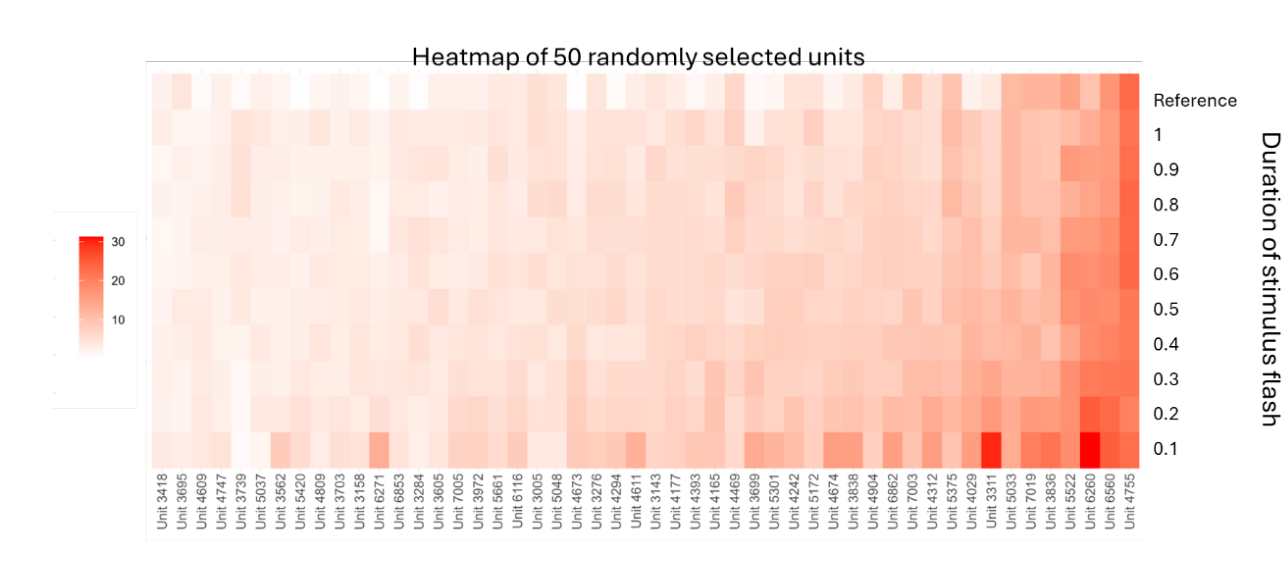 Heatmap of 50 randomly selected units
Reference
1
0.9
0.8
0.7
0.6
0.5
0.4
0.3
0.2
0.1
Duration of stimulus flash
30
20
10
Unit 3418
Unit 3695
Unit 4609
Unit 4747
Unit 3739
Unit 5037
Unit 3562
Unit 5420
Unit 4809
Unit 3703
Unit 3158
Unit 6271
Unit 6853
Unit 3284
Unit 3605
Unit 7005
Unit 3972
Unit 5661
Unit 6116
Unit 3005
Unit 5048
Unit 4673
Unit 3276
Unit 4294
Unit 4611
Unit 3143
Unit 4177
Unit 4393
Unit 4165
Unit 4469
Unit 3699
Unit 5301
Unit 4242
Unit 5172
Unit 4674
Unit 3838
Unit 4904
Unit 6862
Unit 7003
Unit 4312
Unit 5375
Unit 4029
Unit 3311
Unit 5033
Unit 7019
Unit 3836
Unit 5522
Unit 6260
Unit 6560
Unit 4755